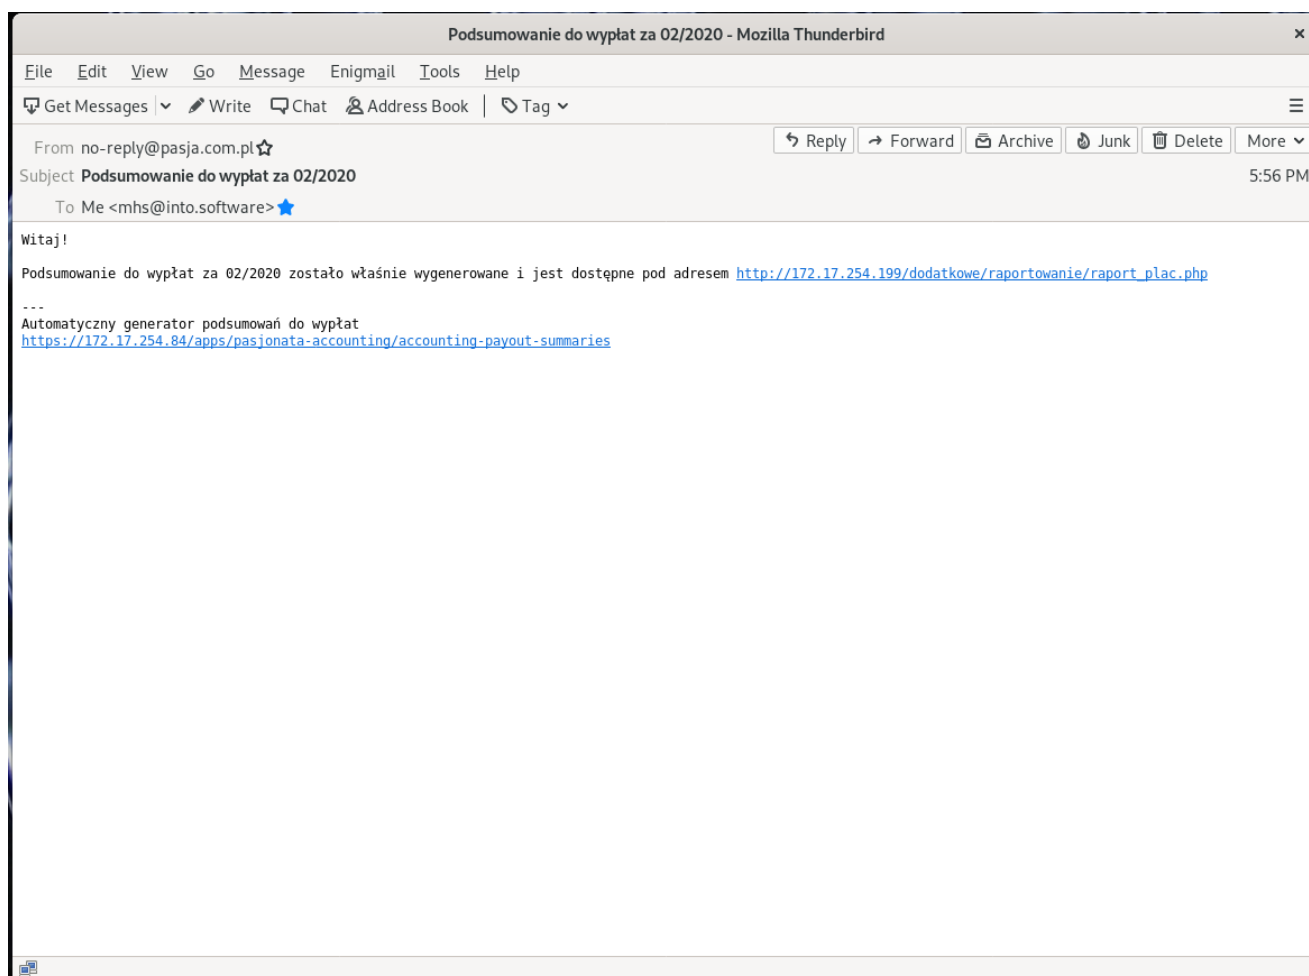 Podsumowanie do wypłat za 02/2020 - Mozilla Thunderbird
File Edit View Go Message Enigmail Tools Help
Get Messages Write Chat Address Book Tag
From no-reply@pasja.com.pl Reply Forward Archive Junk Delete More
Subject Podsumowanie do wypłat za 02/2020 5:56 PM
To Me <mhs@into.software>
Witaj!
Podsumowanie do wypłat za 02/2020 zostało właśnie wygenerowane i jest dostępne pod adresem http://172.17.254.199/dodatkowe/raportowanie/raport_plac.php
---
Automatyczny generator podsumowań do wypłat
https://172.17.254.84/apps/pasjonata-accounting/accounting-payout-summaries